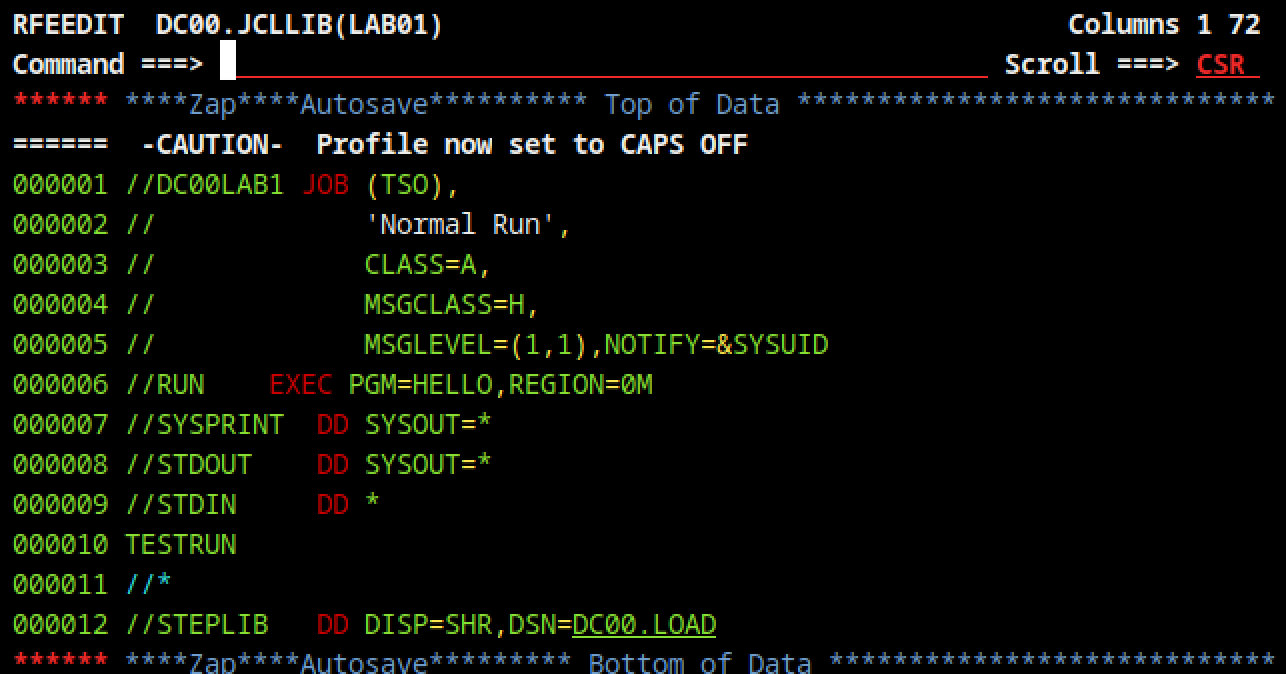 RFEEDIT  DC00.JCLLIB(LAB01)                                        Columns 1 72
Command ===>                                                   Scroll ===> CSR
****** ****Zap****Autosave********** Top of Data ******************************
======  -CAUTION-  Profile now set to CAPS OFF
000001 //DC00LAB1 JOB (TSO),
000002 //             'Normal Run',
000003 //             CLASS=A,
000004 //             MSGCLASS=H,
000005 //             MSGLEVEL=(1,1),NOTIFY=&SYSUID
000006 //RUN    EXEC PGM=HELLO,REGION=0M
000007 //SYSPRINT  DD SYSOUT=*
000008 //STDOUT    DD SYSOUT=*
000009 //STDIN     DD *
000010 TESTRUN
000011 //*
000012 //STEPLIB   DD DISP=SHR,DSN=DC00.LOAD
****** ****Zap****Autosave********* Bottom of Data ****************************